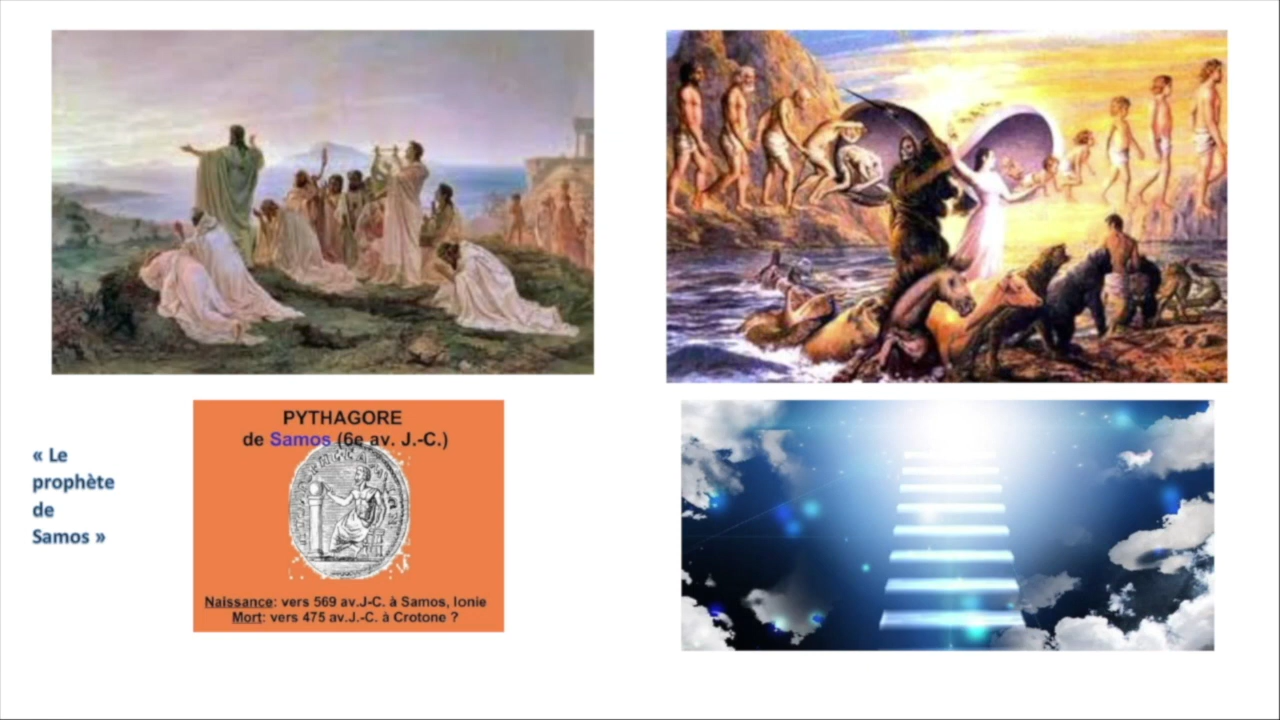 « Le
prophète
de
Samos »
PYTHAGORE
de Samos (6e av. J.-C.)
Naissance: vers 569 av.J-C. à Samos, Ionie
Mort: vers 475 av.J.-C. à Crotone ?